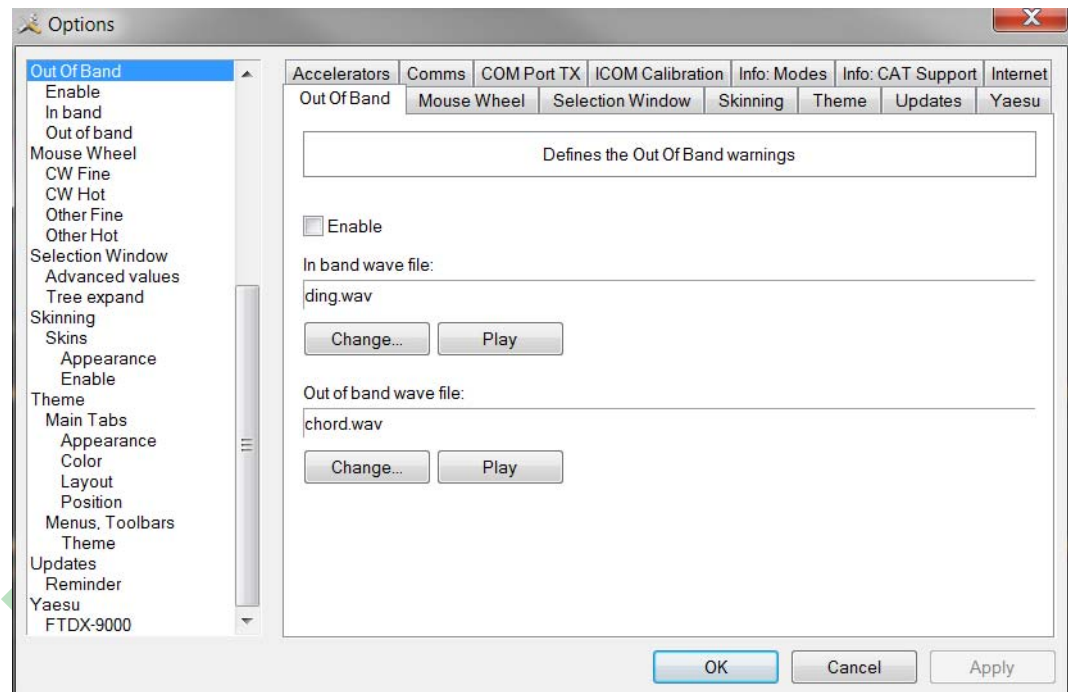 Options
Out Of Band
Enable
In band
Out of band
Mouse Wheel
CW Fine
CW Hot
Other Fine
Other Hot
Selection Window
Advanced values
Tree expand
Skinning
Skins
Appearance
Enable
Theme
Main Tabs
Appearance
Color
Layout
Position
Menus, Toolbars
Theme
Updates
Reminder
Yaesu
FTDX-9000
Accelerators Comms COM Port TX ICOM Calibration Info: Modes Info: CAT Support Internet
Out Of Band Mouse Wheel Selection Window Skinning Theme Updates Yaesu
Defines the Out Of Band warnings
Enable
In band wave file:
ding.wav
Change... Play
Out of band wave file:
chord.wav
Change... Play
OK Cancel Apply